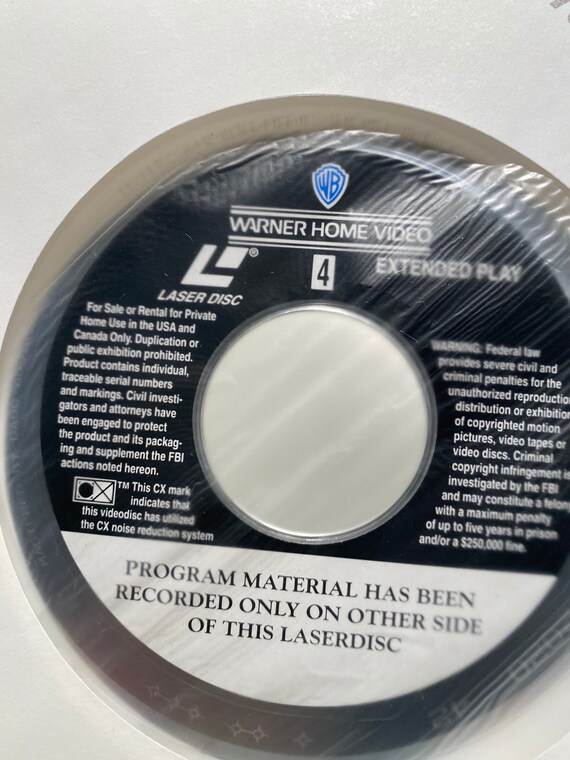 WB
WARNER HOME VIDEO
4
EXTENDED PLAY
L ®
LASER DISC
For Sale or Rental for Private
Home Use in the USA and
Canada Only. Duplication or
public exhibition prohibited.
Product contains individual,
traceable serial numbers
and markings. Civil investi-
gators and attorneys have
been engaged to protect
the product and its packag-
ing and supplement the FBI
actions noted hereon.
CX ™ This CX mark
indicates that
this videodisc has utilized
the CX noise reduction system
WARNING: Federal law
provides severe civil and
criminal penalties for the
unauthorized reproduction
distribution or exhibition
of copyrighted motion
pictures, video tapes or
video discs. Criminal
copyright infringement is
investigated by the FBI
and may constitute a felon
with a maximum penalty
of up to five years in prison
and/or a $250,000 fine.
PROGRAM MATERIAL HAS BEEN
RECORDED ONLY ON OTHER SIDE
OF THIS LASERDISC